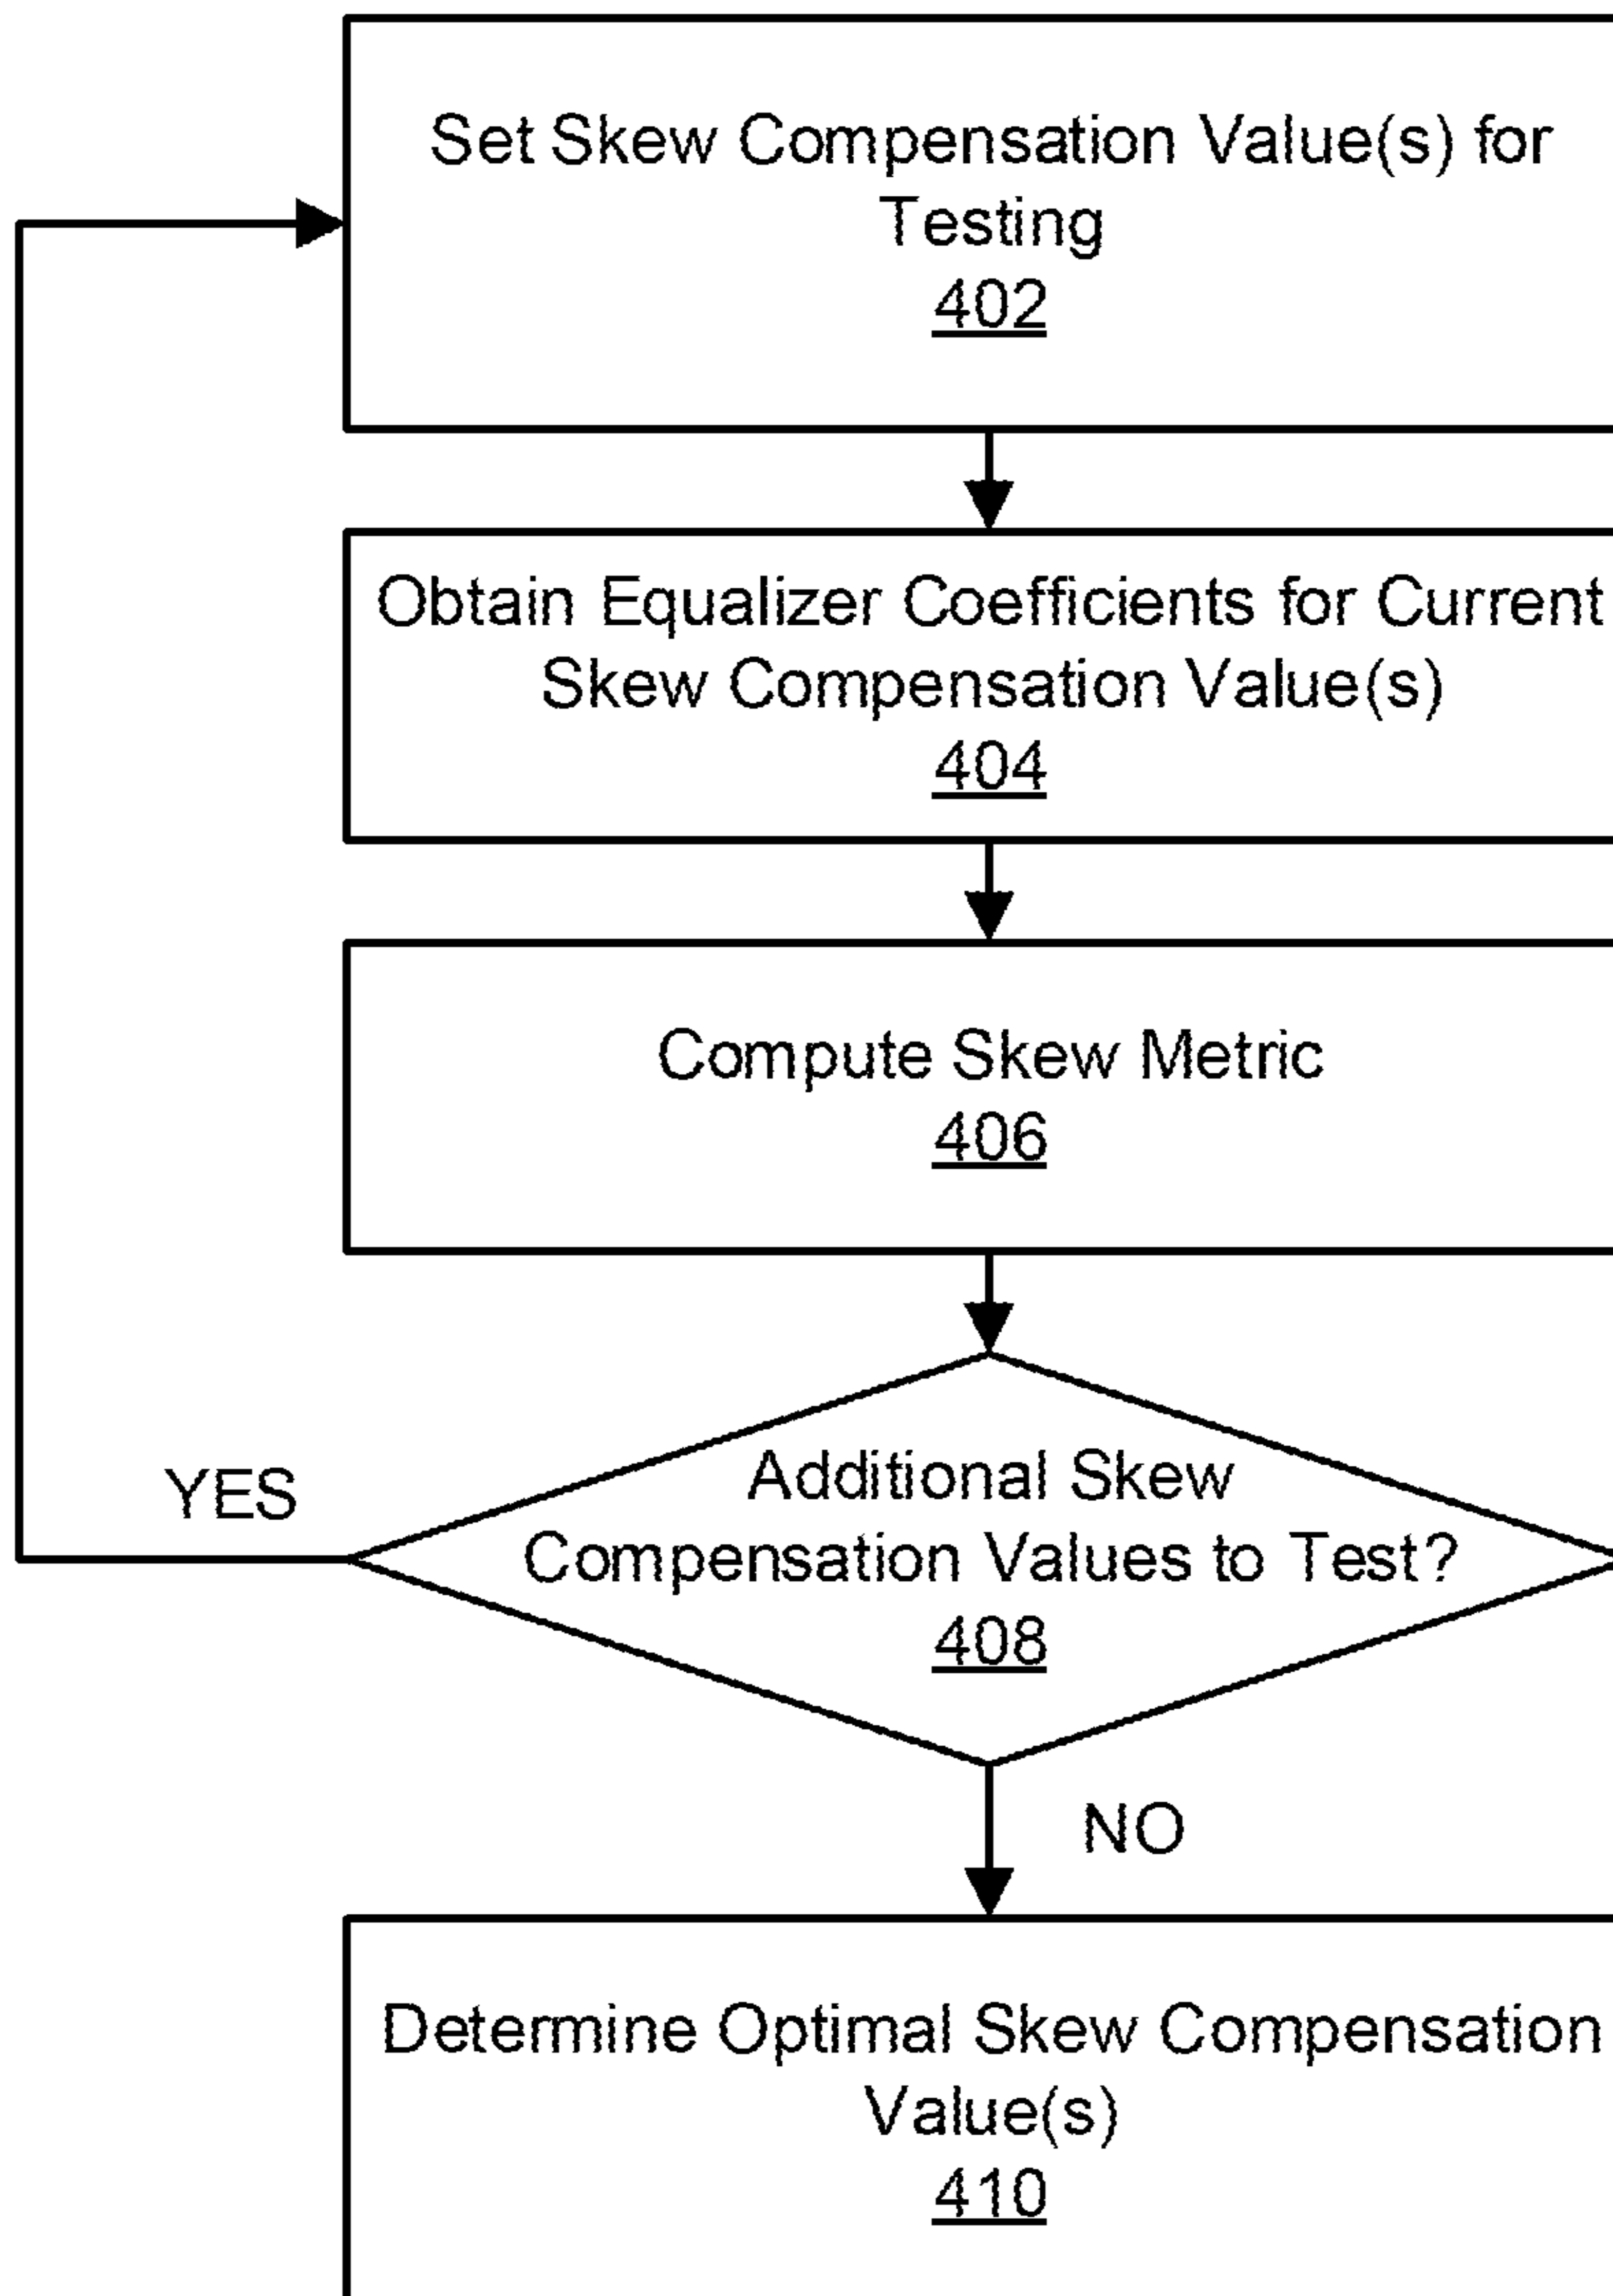 Set Skew Compensation Value(s) for
Testing
402
Obtain Equalizer Coefficients for Current
Skew Compensation Value(s)
404
Compute Skew Metric
406
Additional Skew
Compensation Values to Test?
408
YES
NO
Determine Optimal Skew Compensation
Value(s)
410